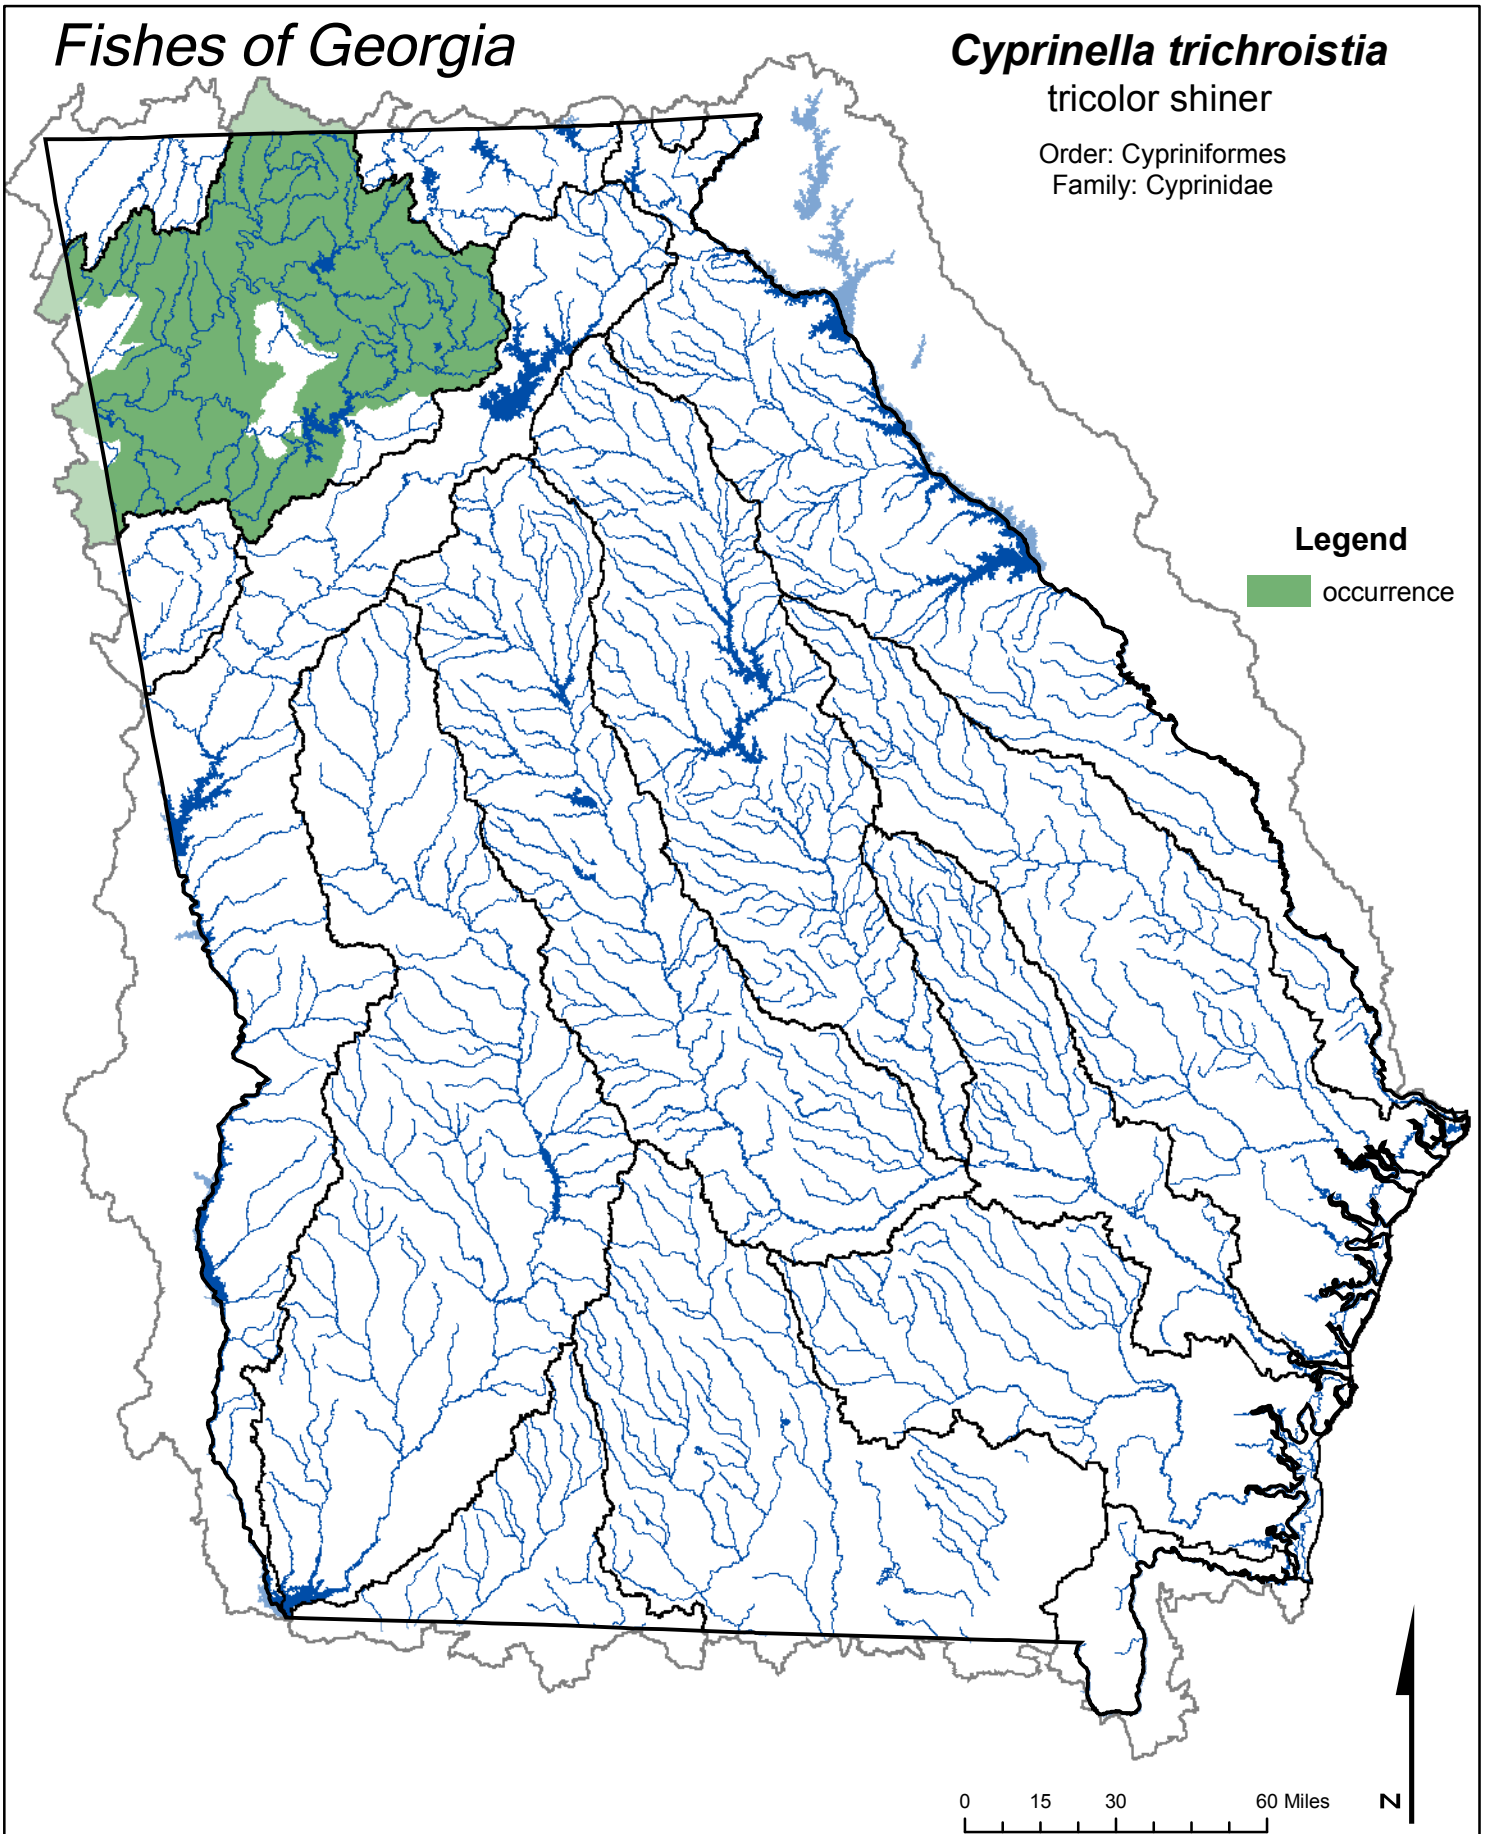 Fishes of Georgia
Cyprinella trichroistia
tricolor shiner
Order: Cypriniformes
Family: Cyprinidae
Legend
occurrence
0 15 30 60 Miles
N